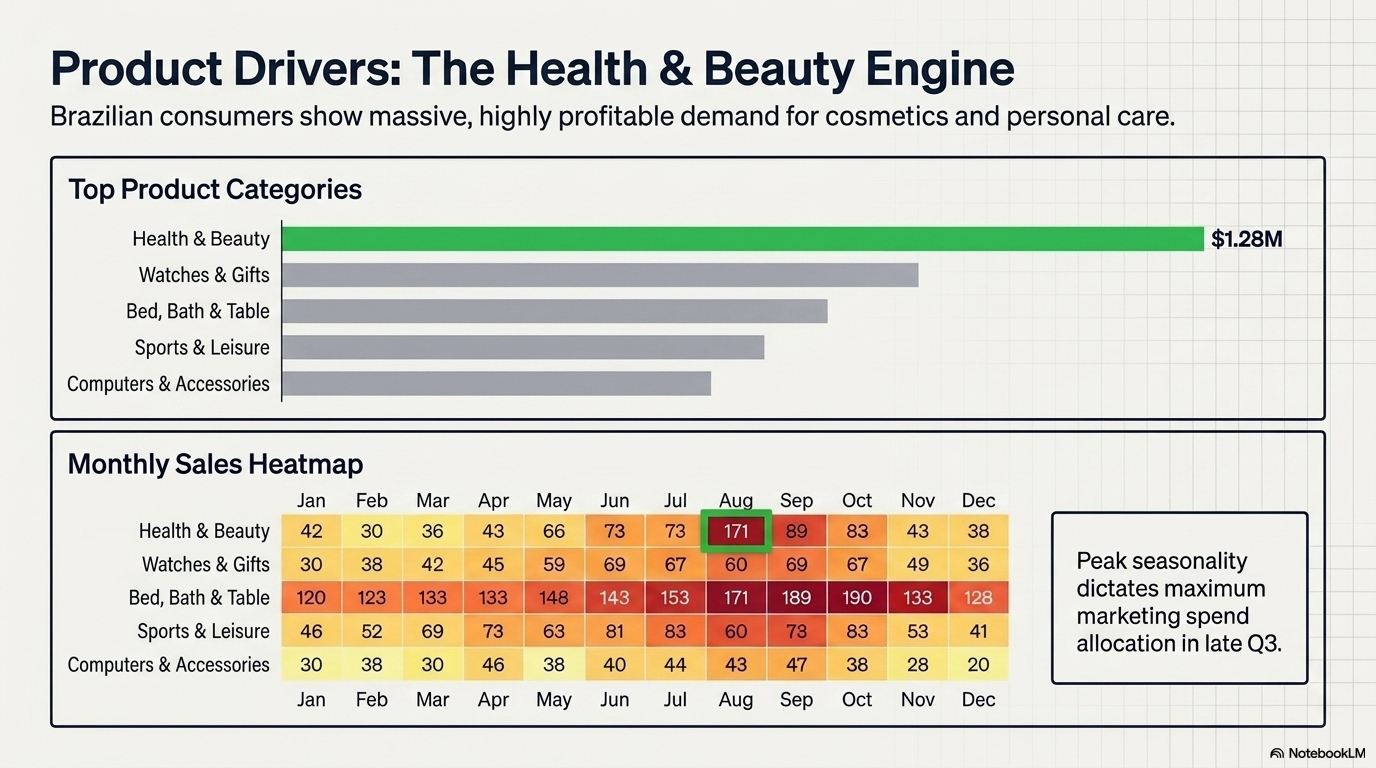 Product Drivers: The Health & Beauty Engine
Brazilian consumers show massive, highly profitable demand for cosmetics and personal care.
Top Product Categories
Health & Beauty $1.28M
Watches & Gifts
Bed, Bath & Table
Sports & Leisure
Computers & Accessories
Monthly Sales Heatmap
Jan Feb Mar Apr May Jun Jul Aug Sep Oct Nov Dec
Health & Beauty 42 30 36 43 66 73 73 171 89 83 43 38
Watches & Gifts 30 38 42 45 59 69 67 60 69 67 49 36
Bed, Bath & Table 120 123 133 133 148 143 153 171 189 190 133 128
Sports & Leisure 46 52 69 73 63 81 83 60 73 83 53 41
Computers & Accessories 30 38 30 46 38 40 44 43 47 38 28 20
Jan Feb Mar Apr May Jun Jul Aug Sep Oct Nov Dec
Peak seasonality
dictates maximum
marketing spend
allocation in late Q3.
NotebookLM